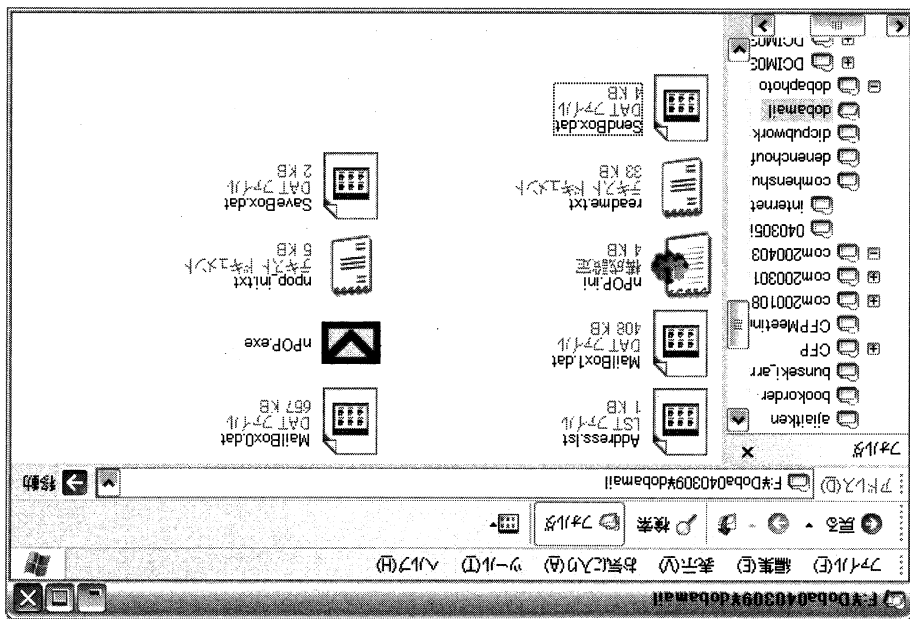 F:¥Doba040309¥dobamail
ファイル(F) 編集(E) 表示(V) お気に入り(A) ツール(T) ヘルプ(H)
戻る 検索 フォルダ
アドレス(D) F:¥Doba040309¥dobamail 移動
フォルダ
ajiariken
bookorder
bunseki_arr
CFP
CFPMeetin
com200108
com200301
com200403
040305i
internet
comhenshu
denenchouf
dicpubwork
dobamail
dobaphoto
DCIM03
Address.lst
LST ファイル
1 KB
MailBox0.dat
DAT ファイル
667 KB
MailBox1.dat
DAT ファイル
408 KB
nPOP.exe
nPOP.ini
構成設定
4 KB
npop_ini.txt
テキスト ドキュメント
5 KB
readme.txt
テキスト ドキュメント
33 KB
SaveBox.dat
DAT ファイル
2 KB
SendBox.dat
DAT ファイル
4 KB